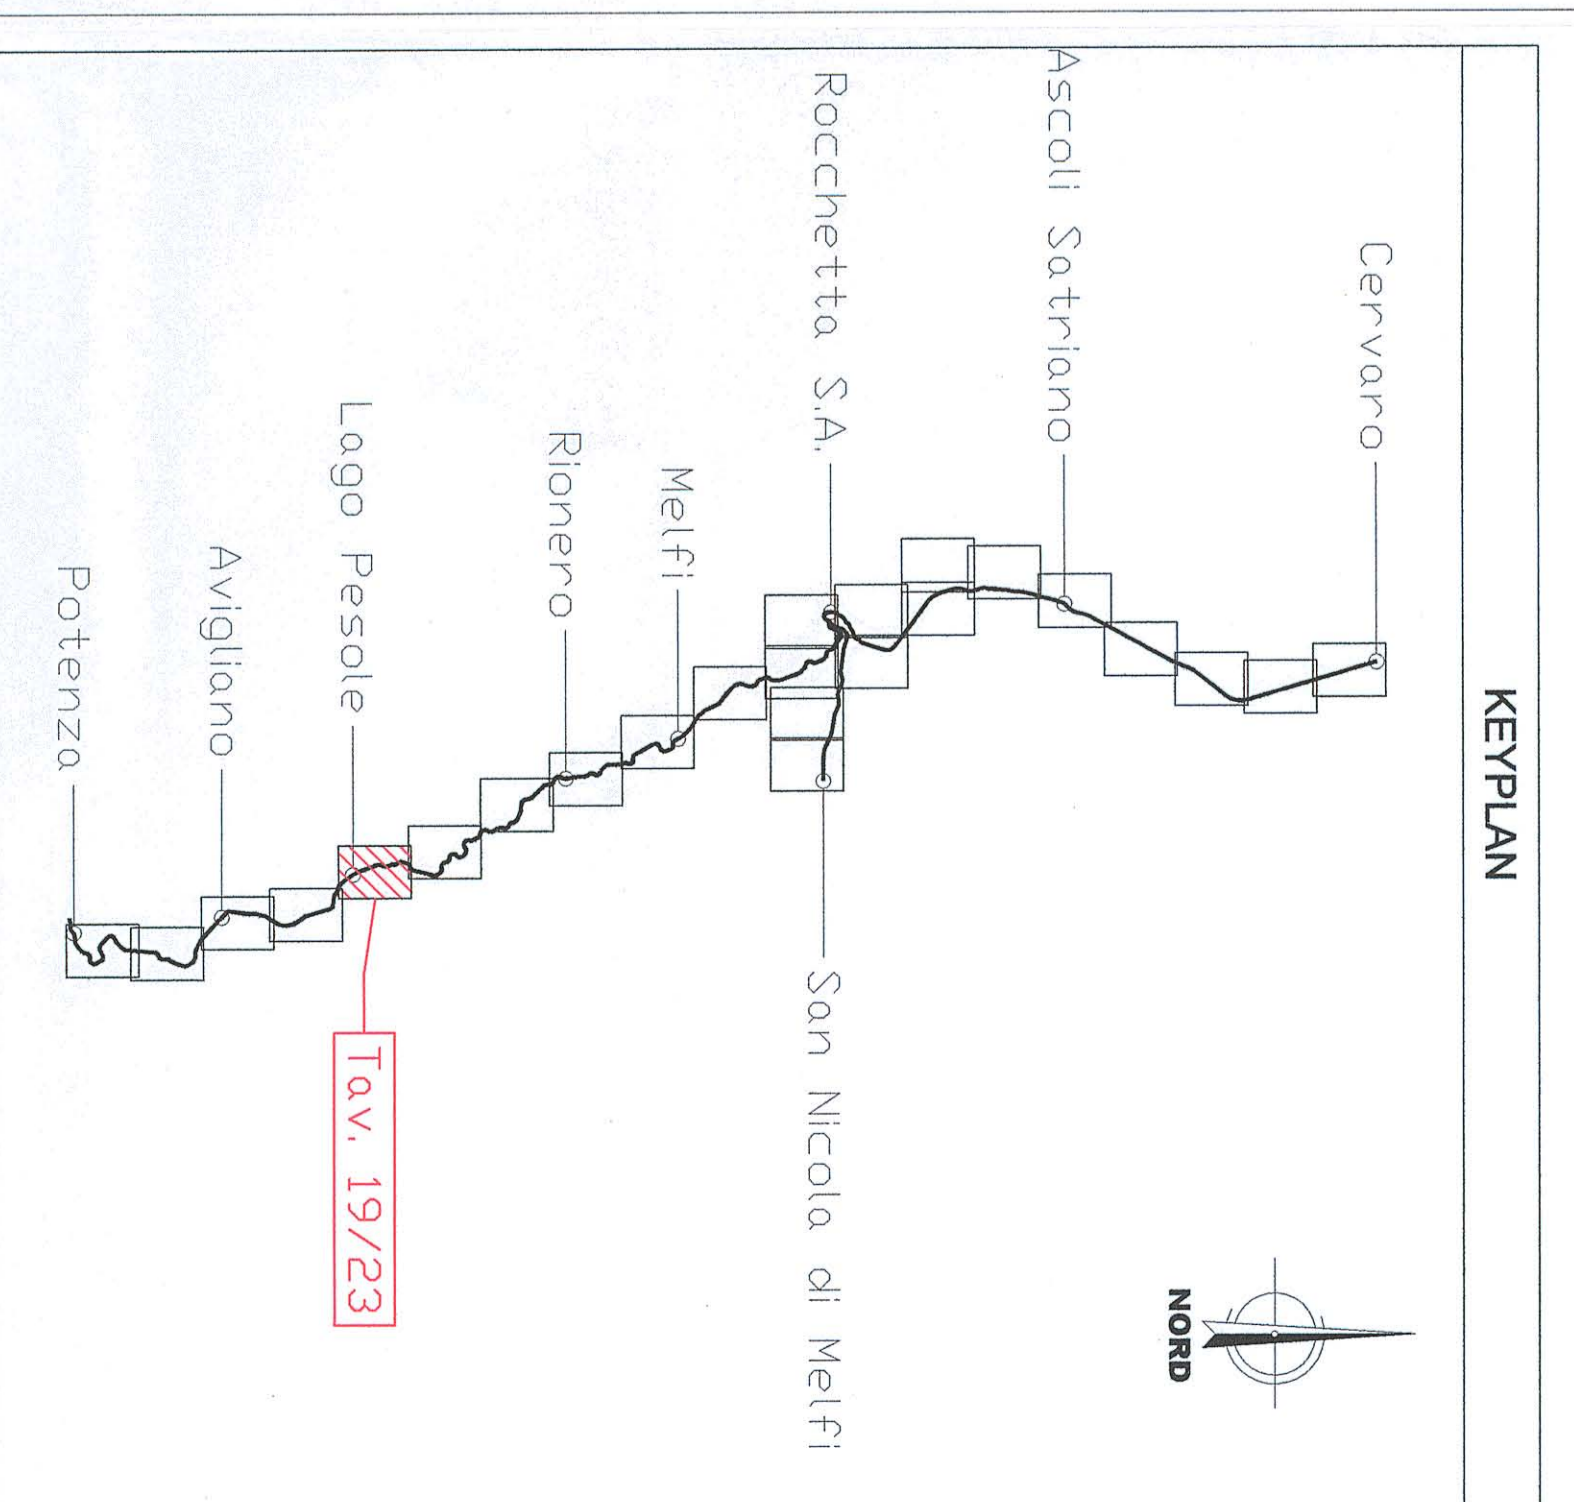 KEYPLAN
Cervaro
Ascoli Satriano
Rocchetta S.A.
San Nicola di Melfi
Melfi
Rionero
Lago Pesole
Avigliano
Potenza
Tav. 19/23
NORD